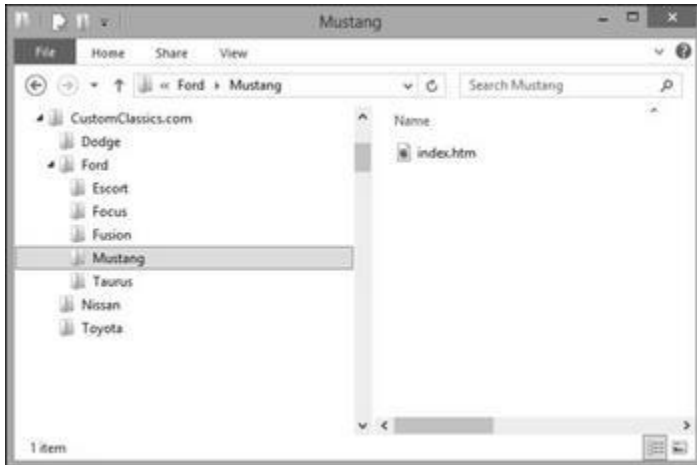 Mustang
File Home Share View
« Ford Mustang Search Mustang
CustomClassics.com
Dodge
Ford
Escort
Focus
Fusion
Mustang
Taurus
Nissan
Toyota
Name
index.htm
1 item